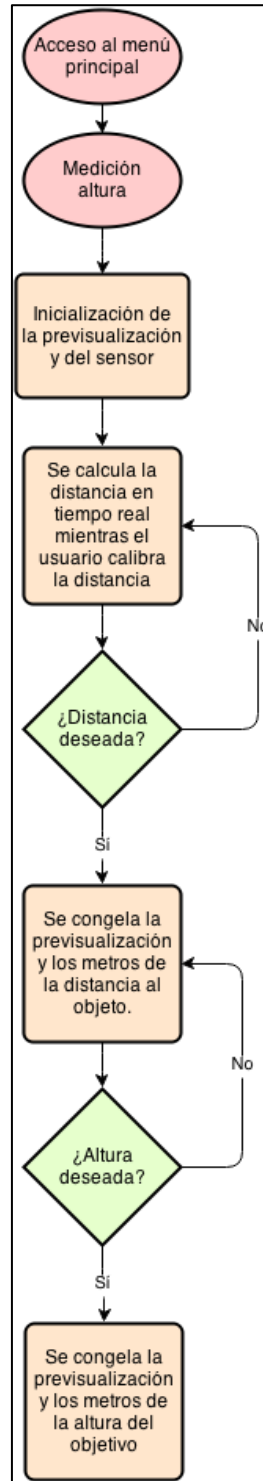 Acceso al menú
principal
Medición
altura
Inicialización de
la previsualización
y del sensor
Se calcula la
distancia en
tiempo real
mientras el
usuario calibra
la distancia
No
¿Distancia
deseada?
Sí
Se congela la
previsualización
y los metros de
la distancia al
objeto.
No
¿Altura
deseada?
Sí
Se congela la
previsualización
y los metros de
la altura del
objetivo